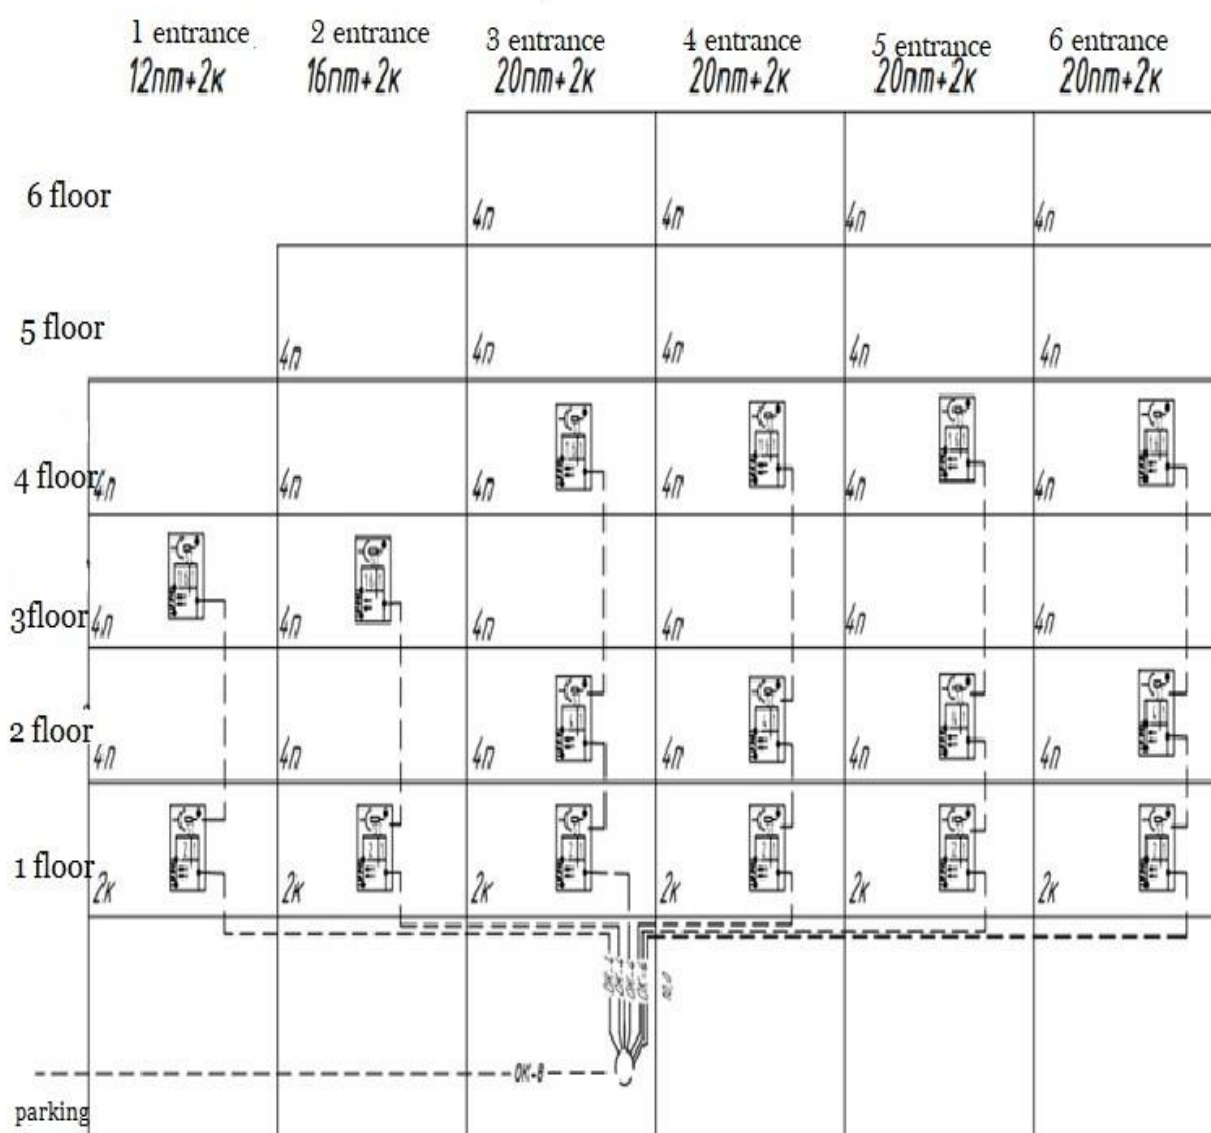 1 entrance 2 entrance 3 entrance 4 entrance 5 entrance 6 entrance
12пт+2к 16пт+2к 20пт+2к 20пт+2к 20пт+2к 20пт+2к
6 floor
4п 4п 4п 4п
5 floor
4п 4п 4п 4п 4п
4 floor
4п 4п 4п 4п 4п 4п
3floor
4п 4п 4п 4п 4п 4п
2 floor
4п 4п 4п 4п 4п 4п
1 floor
2к 2к 2к 2к 2к 2к
ОК-8
parking